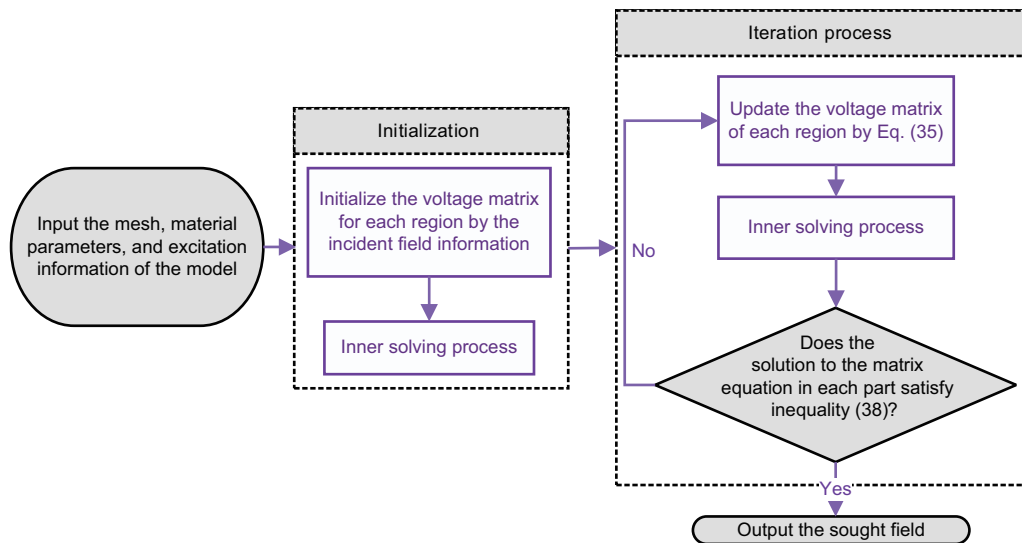 Input the mesh, material
parameters, and excitation
information of the model
Initialization
Initialize the voltage matrix
for each region by the
incident field information
Inner solving process
Iteration process
Update the voltage matrix
of each region by Eq. (35)
Inner solving process
No
Does the
solution to the matrix
equation in each part satisfy
inequality (38)?
Yes
Output the sought field